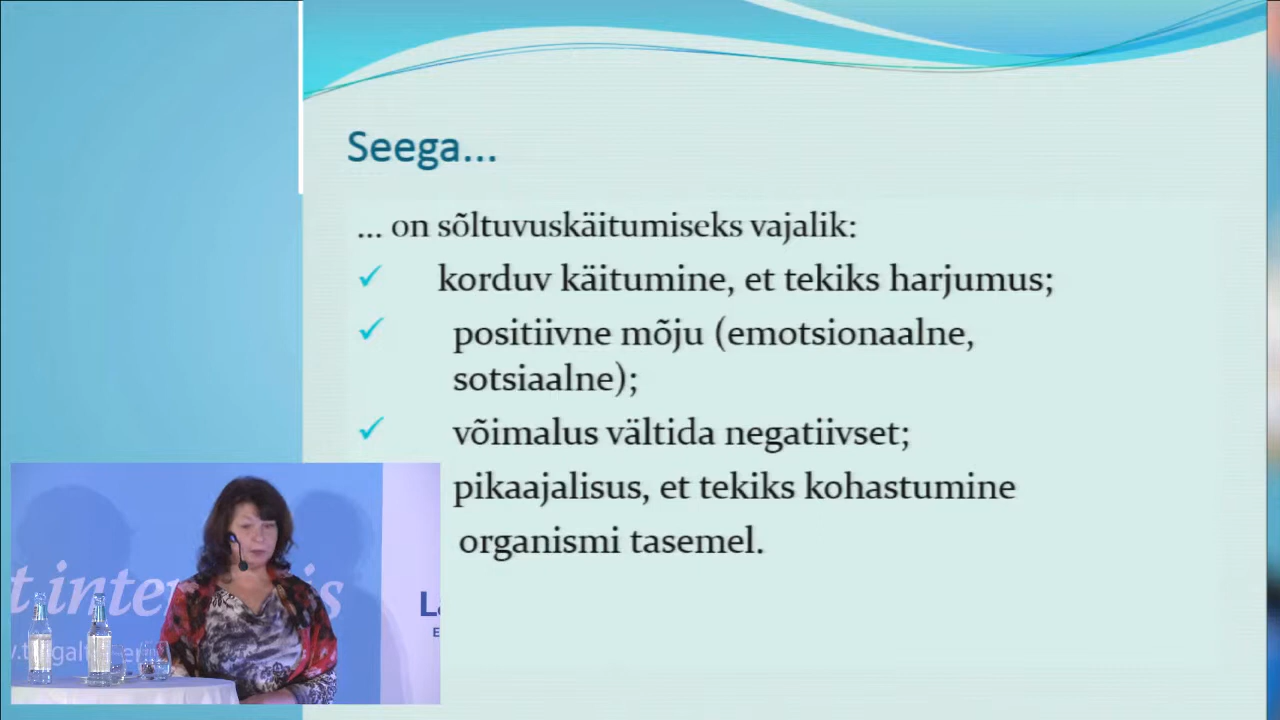 Seega...
... on sõltuvuskäitumiseks vajalik:
korduv käitumine, et tekiks harjumus;
positiivne mõju (emotsionaalne,
sotsiaalne);
võimalus vältida negatiivset;
pikaajalisus, et tekiks kohastumine
organismi tasemel.